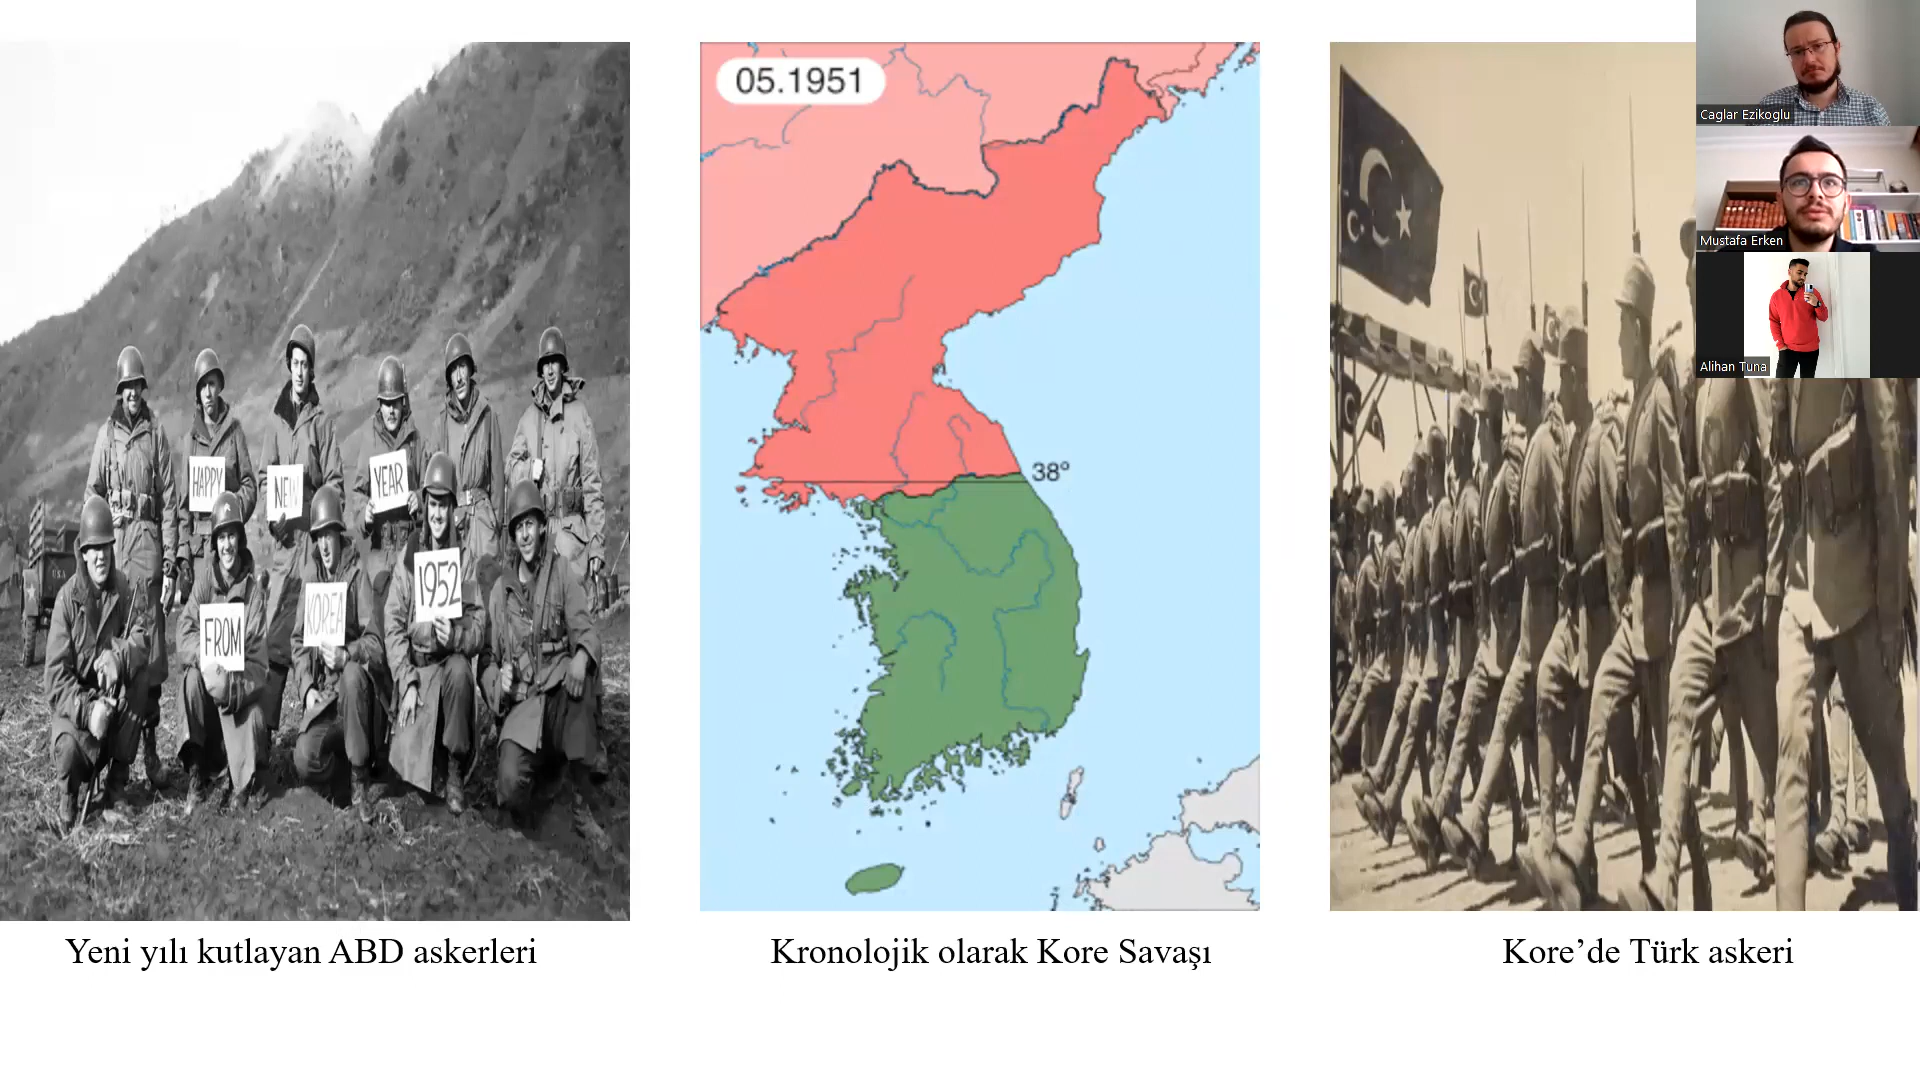 05.1951
38°
HAPPY
NEW
YEAR
FROM
KOREA
1952
USA
Yeni yılı kutlayan ABD askerleri
Kronolojik olarak Kore Savaşı
Kore’de Türk askeri
Caglar Ezikoglu
Mustafa Erken
Alihan Tuna